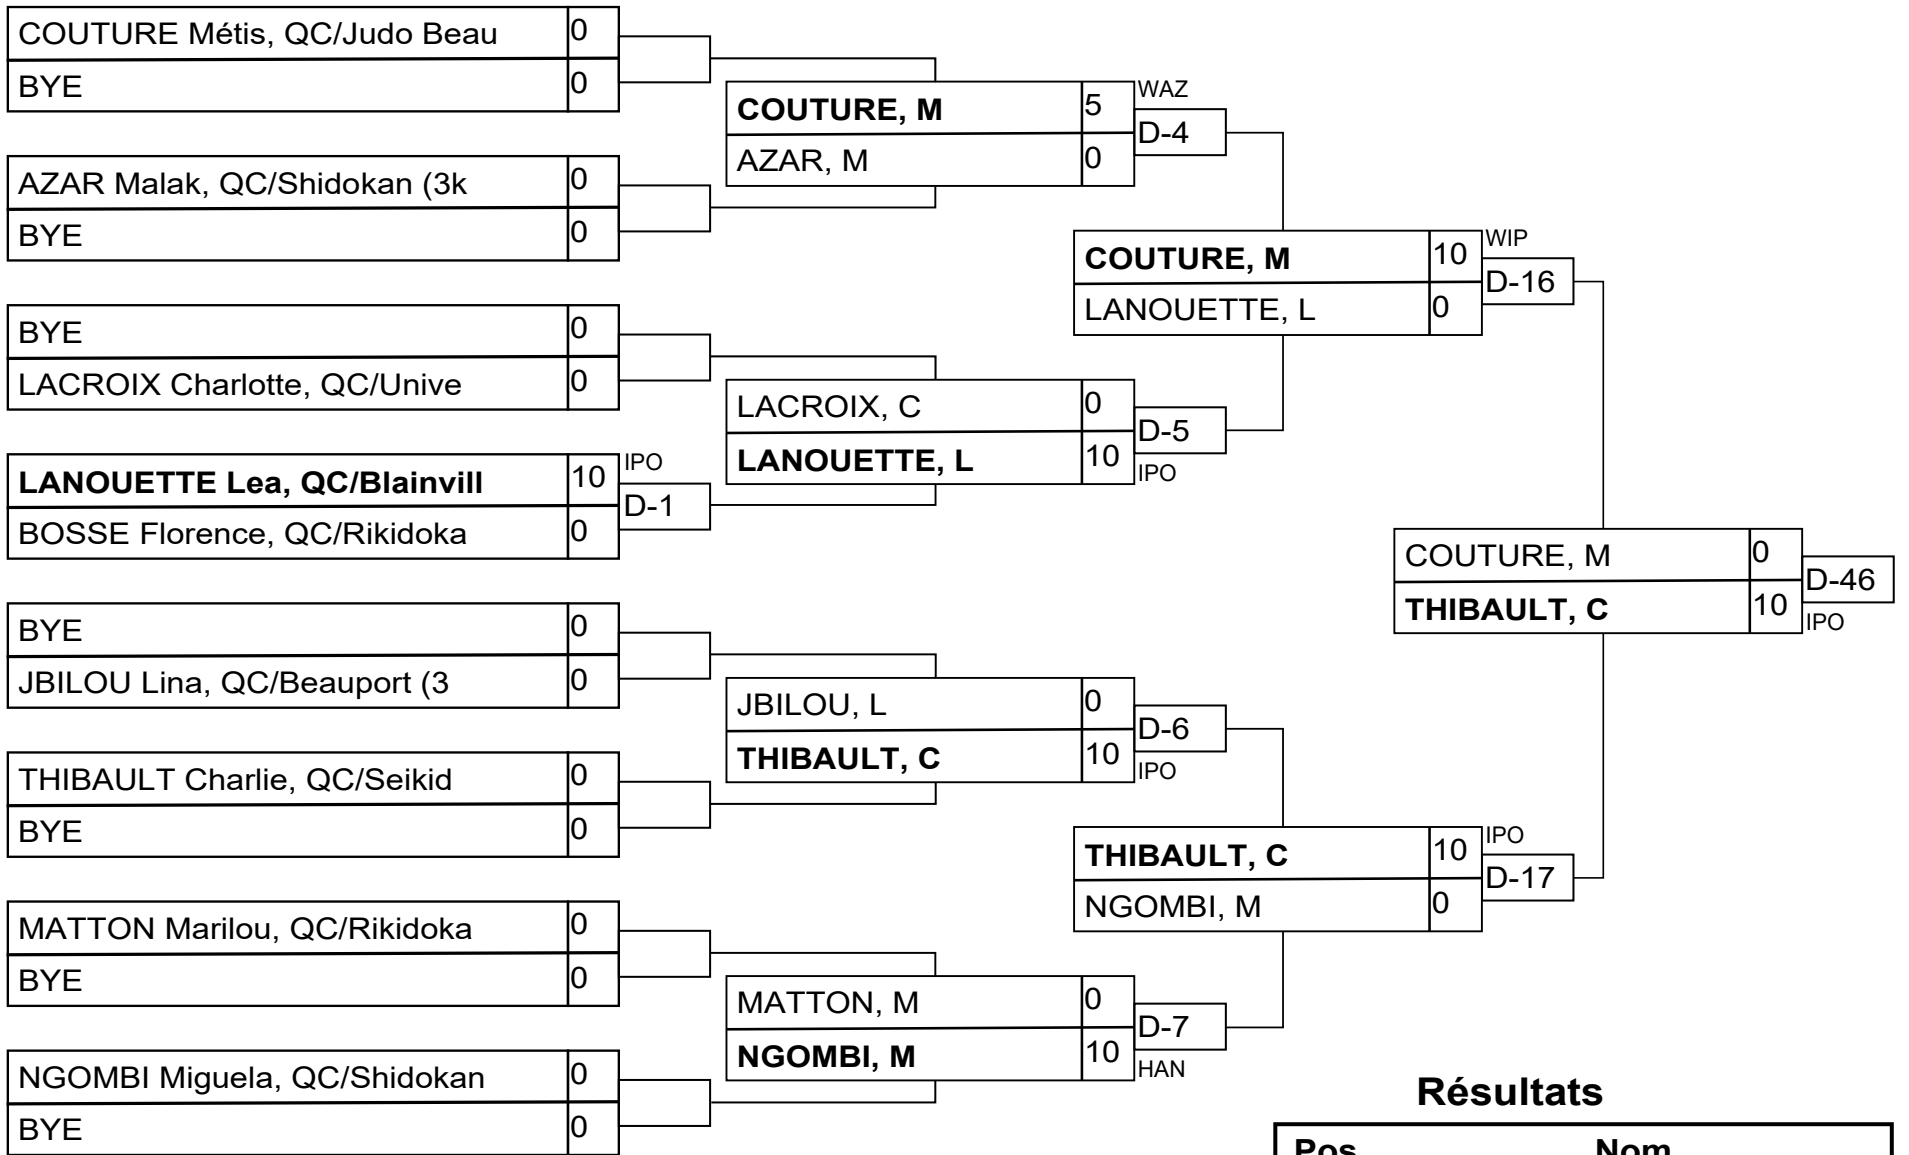 COUTURE Métis, QC/Judo Beau 0
BYE 0
AZAR Malak, QC/Shidokan (3k 0
BYE 0
BYE 0
LACROIX Charlotte, QC/Unive 0
LANOUETTE Lea, QC/Blainvill 10 IPO
D-1
BOSSE Florence, QC/Rikidoka 0
BYE 0
JBILOU Lina, QC/Beauport (3 0
THIBAULT Charlie, QC/Seikid 0
BYE 0
MATTON Marilou, QC/Rikidoka 0
BYE 0
NGOMBI Miguela, QC/Shidokan 0
BYE 0
COUTURE, M 5 WAZ
D-4
AZAR, M 0
LACROIX, C 0
D-5
LANOUETTE, L 10 IPO
JBILOU, L 0
D-6
THIBAULT, C 10 IPO
MATTON, M 0
D-7
NGOMBI, M 10 HAN
COUTURE, M 10 WIP
D-16
LANOUETTE, L 0
THIBAULT, C 10 IPO
D-17
NGOMBI, M 0
COUTURE, M 0
D-46
THIBAULT, C 10 IPO
Résultats
Pos Nom